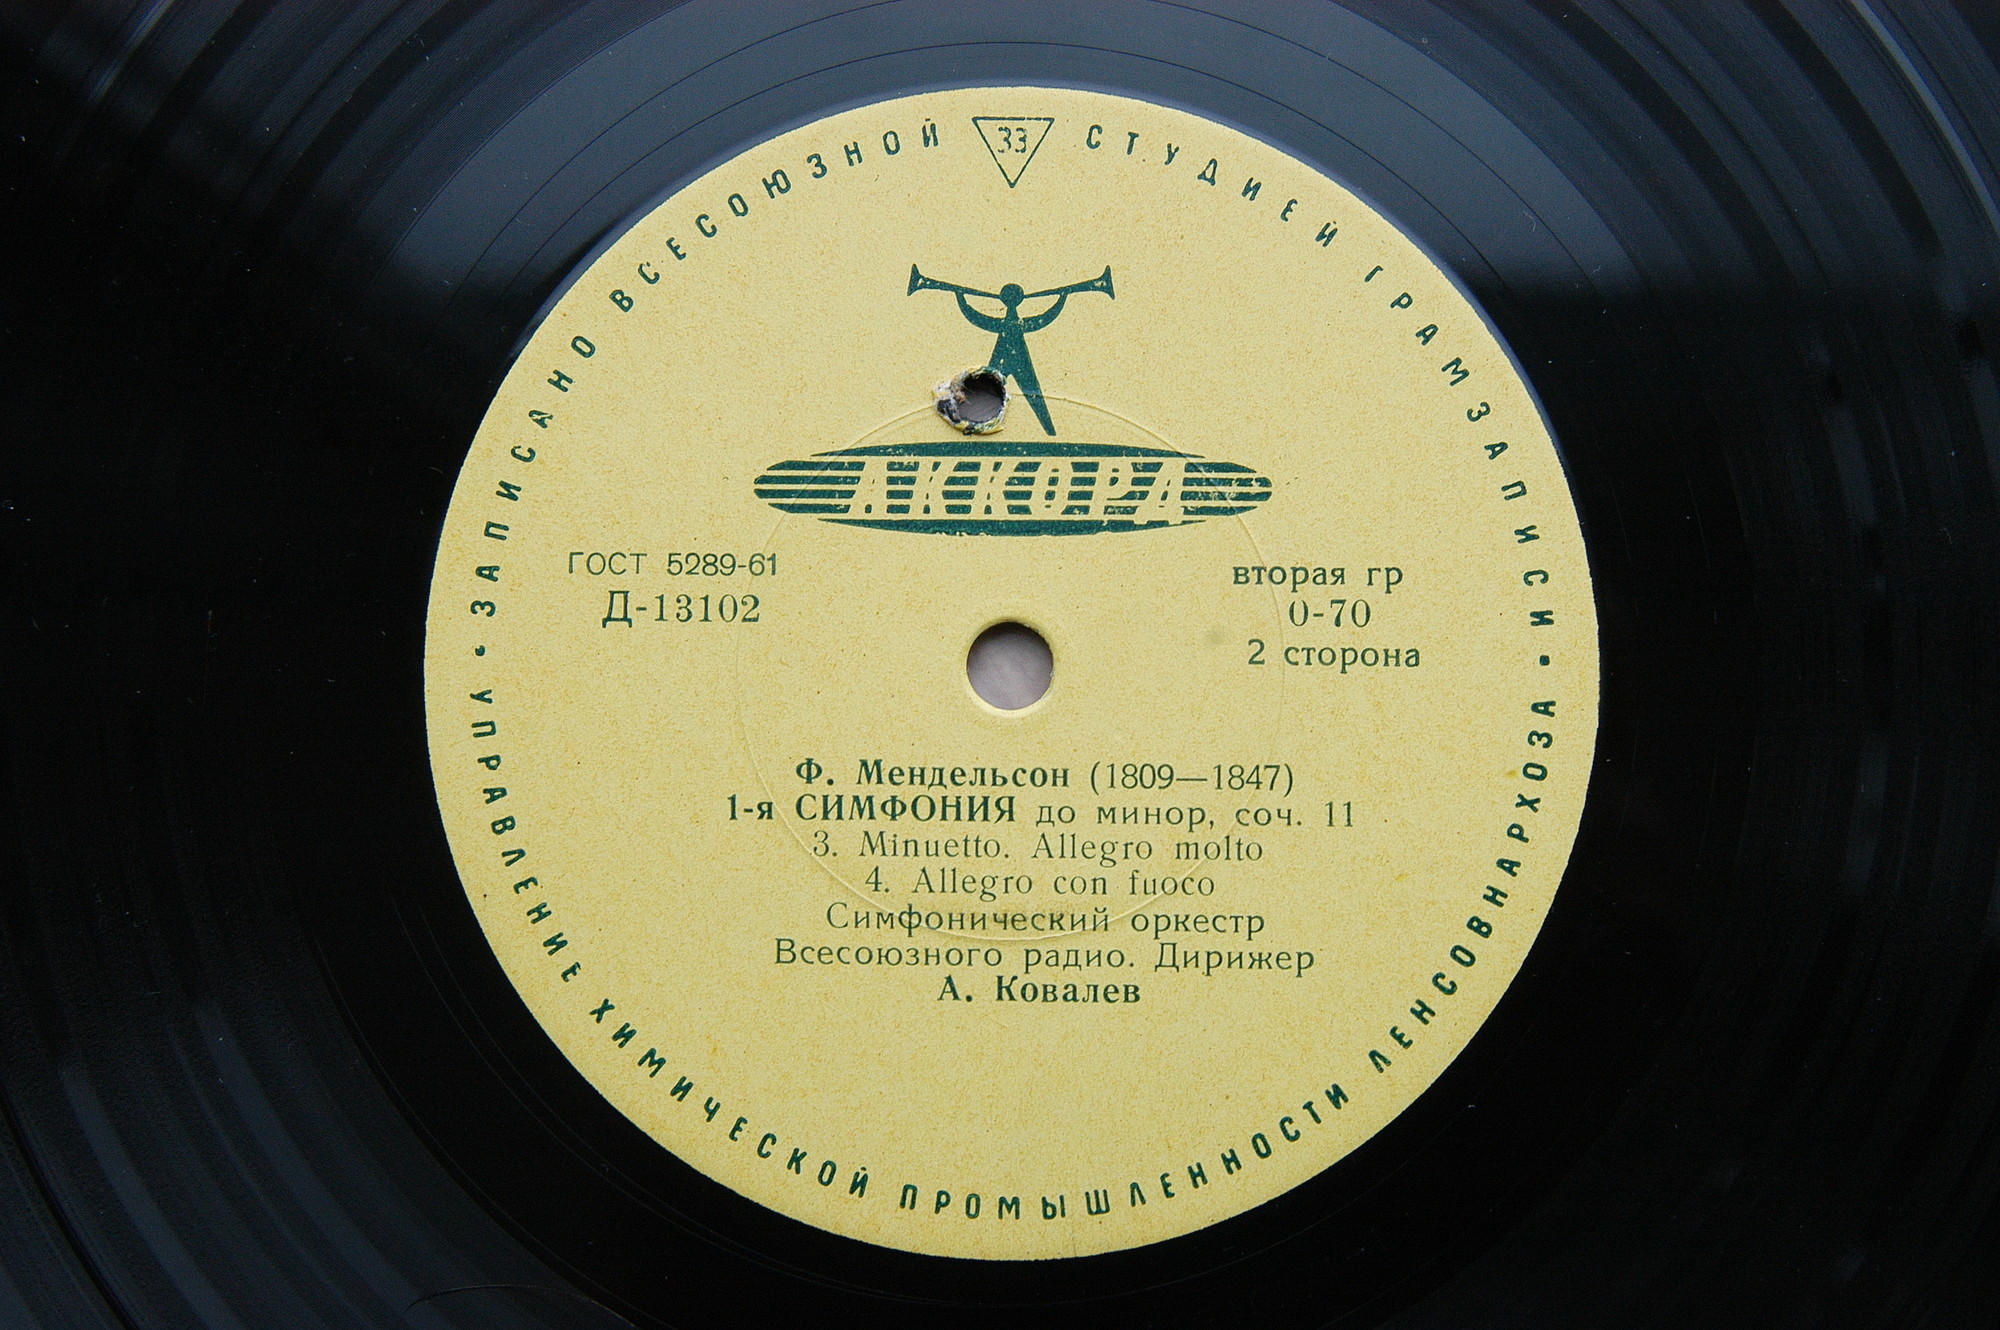 ЗАПИСАНО ВСЕСОЮЗНОЙ 33 СТУДИЕЙ ГРАМЗАПИСИ
АККОРД
ГОСТ 5289-61
Д-13102
вторая гр
0-70
2 сторона
Ф. Мендельсон (1809—1847)
1-я СИМФОНИЯ до минор, соч. 11
3. Minuetto. Allegro molto
4. Allegro con fuoco
Симфонический оркестр
Всесоюзного радио. Дирижер
А. Ковалев
• УПРАВЛЕНИЕ ХИМИЧЕСКОЙ ПРОМЫШЛЕННОСТИ ЛЕНСОВНАРХОЗА •